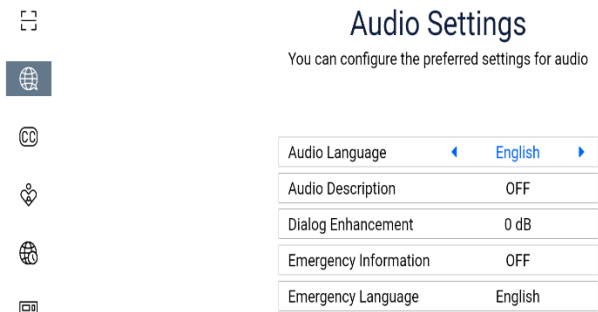 Audio Settings
You can configure the preferred settings for audio
CC
Audio Language English
Audio Description OFF
Dialog Enhancement 0 dB
Emergency Information OFF
Emergency Language English